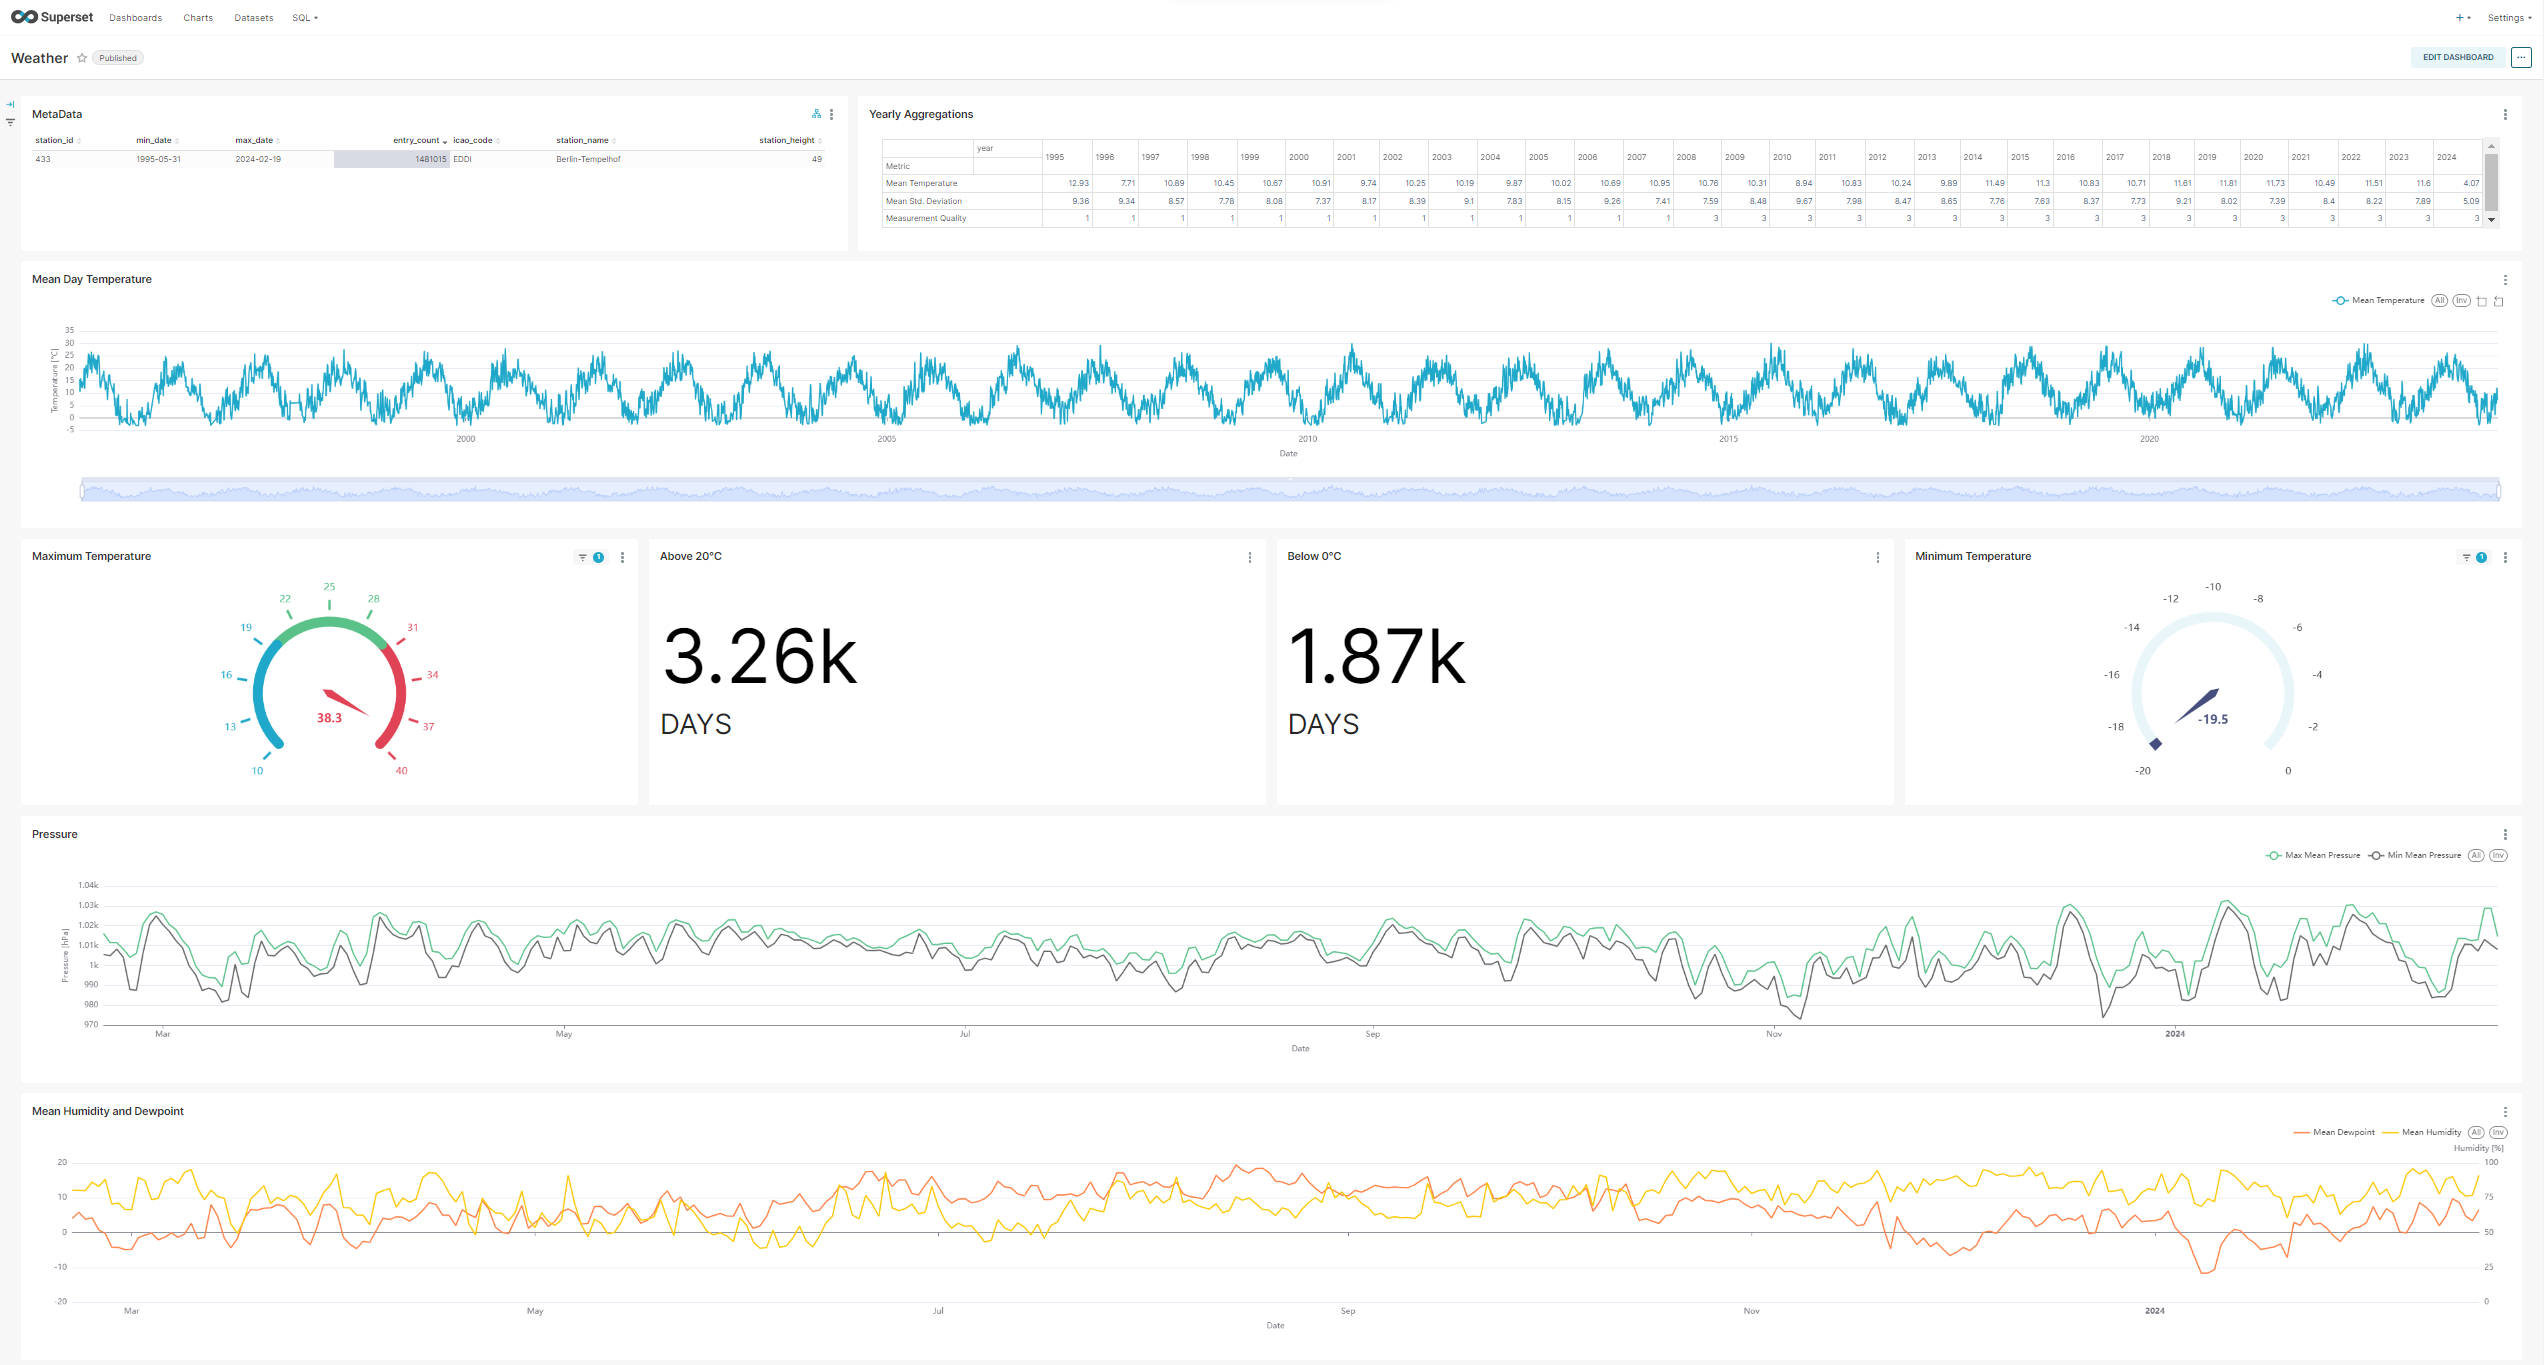 Superset Dashboards Charts Datasets SQL Settings
Weather Published EDIT DASHBOARD
MetaData
station_id min_date max_date entry_count icao_code station_name station_height
433 1995-05-31 2024-02-19 1481015 EDDI Berlin-Tempelhof 49
Yearly Aggregations
year 1995 1996 1997 1998 1999 2000 2001 2002 2003 2004 2005 2006 2007 2008 2009 2010 2011 2012 2013 2014 2015 2016 2017 2018 2019 2020 2021 2022 2023 2024
Metric
Mean Temperature 12.93 7.71 10.89 10.45 10.67 10.91 9.74 10.25 10.19 9.87 10.02 10.69 10.95 10.76 10.31 8.94 10.83 10.24 9.89 11.49 11.3 10.83 10.71 11.61 11.81 11.73 10.49 11.51 11.6 4.07
Mean Std. Deviation 9.36 9.34 8.57 7.78 8.08 7.37 8.17 8.39 9.1 7.83 8.15 9.26 7.41 7.59 8.48 9.67 7.98 8.47 8.65 7.76 7.63 8.37 7.73 9.21 8.02 7.39 8.4 8.22 7.89 5.09
Measurement Quality 1 1 1 1 1 1 1 1 1 1 1 1 1 3 3 3 3 3 3 3 3 3 3 3 3 3 3 3 3 3
Mean Day Temperature
Mean Temperature All Inv
Temperature [°C]
35
30
25
20
15
10
5
0
-5
2000 2005 2010 2015 2020
Date
Maximum Temperature 1
10 13 16 19 22 25 28 31 34 37 40
38.3
Above 20°C
3.26k
DAYS
Below 0°C
1.87k
DAYS
Minimum Temperature 1
-20 -18 -16 -14 -12 -10 -8 -6 -4 -2 0
-19.5
Pressure
Max Mean Pressure Min Mean Pressure All Inv
Pressure [hPa]
1.04k
1.03k
1.02k
1.01k
1k
990
980
970
Mar May Jul Sep Nov 2024
Date
Mean Humidity and Dewpoint
Mean Dewpoint Mean Humidity All Inv
Humidity [%]
20 100
10 75
0 50
-10 25
-20 0
Mar May Jul Sep Nov 2024
Date